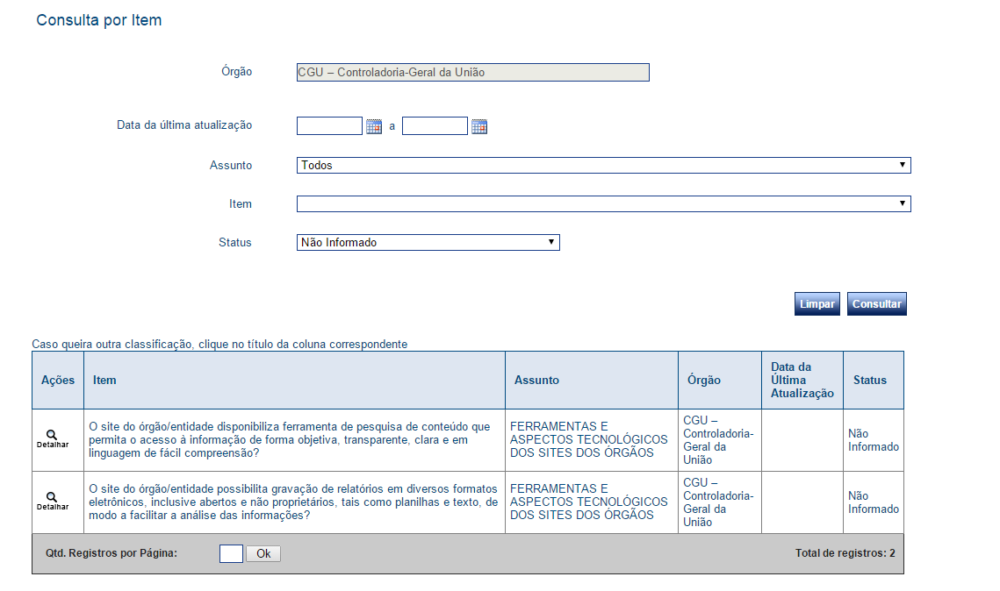 Consulta por Item
Órgão
CGU – Controladoria-Geral da União
Data da última atualização
a
Assunto
Todos
Item
Status
Não Informado
Limpar
Consultar
Caso queira outra classificação, clique no título da coluna correspondente
Ações
Item
Assunto
Órgão
Data da
Última
Atualização
Status
Detalhar
O site do órgão/entidade disponibiliza ferramenta de pesquisa de conteúdo que
permita o acesso à informação de forma objetiva, transparente, clara e em
linguagem de fácil compreensão?
FERRAMENTAS E
ASPECTOS TECNOLÓGICOS
DOS SITES DOS ÓRGÃOS
CGU –
Controladoria-
Geral da
União
Não
Informado
Detalhar
O site do órgão/entidade possibilita gravação de relatórios em diversos formatos
eletrônicos, inclusive abertos e não proprietários, tais como planilhas e texto, de
modo a facilitar a análise das informações?
FERRAMENTAS E
ASPECTOS TECNOLÓGICOS
DOS SITES DOS ÓRGÃOS
CGU –
Controladoria-
Geral da
União
Não
Informado
Qtd. Registros por Página:
Ok
Total de registros: 2